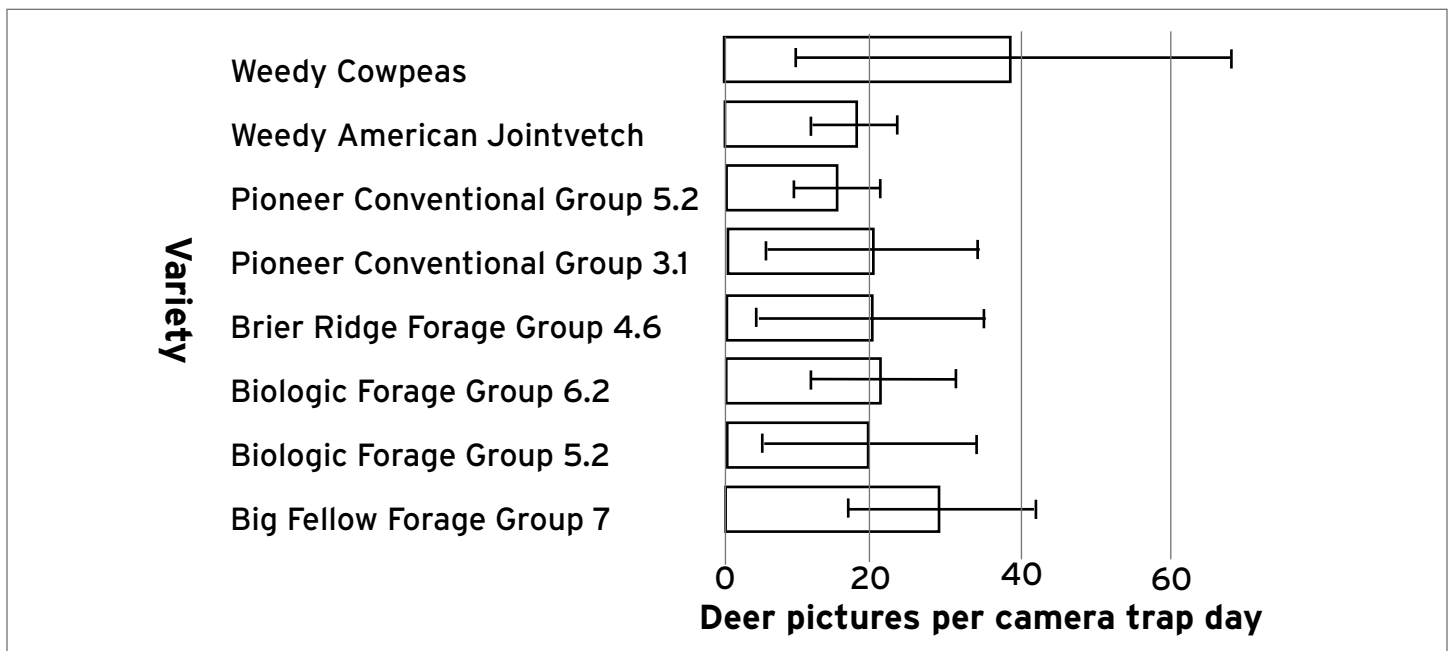 Variety
Weedy Cowpeas
Weedy American Jointvetch
Pioneer Conventional Group 5.2
Pioneer Conventional Group 3.1
Brier Ridge Forage Group 4.6
Biologic Forage Group 6.2
Biologic Forage Group 5.2
Big Fellow Forage Group 7
0 20 40 60
Deer pictures per camera trap day